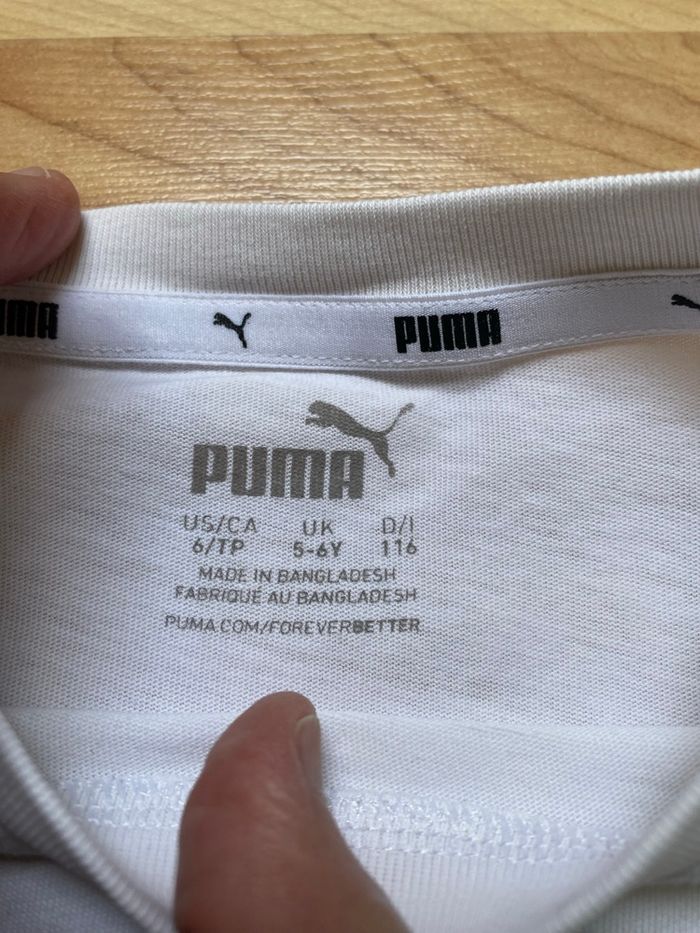 UMA PUMA
PUMA
US/CA UK D/I
6/TP 5-6Y 116
MADE IN BANGLADESH
FABRIQUÉ AU BANGLADESH
PUMA.COM/FOREVERBETTER